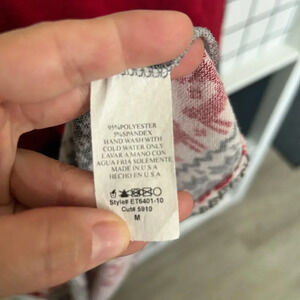 95%POLYESTER
5%SPANDEX
HAND WASH WITH
COLD WATER ONLY
LAVAR A MANO CON
AGUA FRIA SOLEMENTE
MADE IN U S A
HECHO EN U.S.A
Style# ET6401-10
Cut# 5910
M